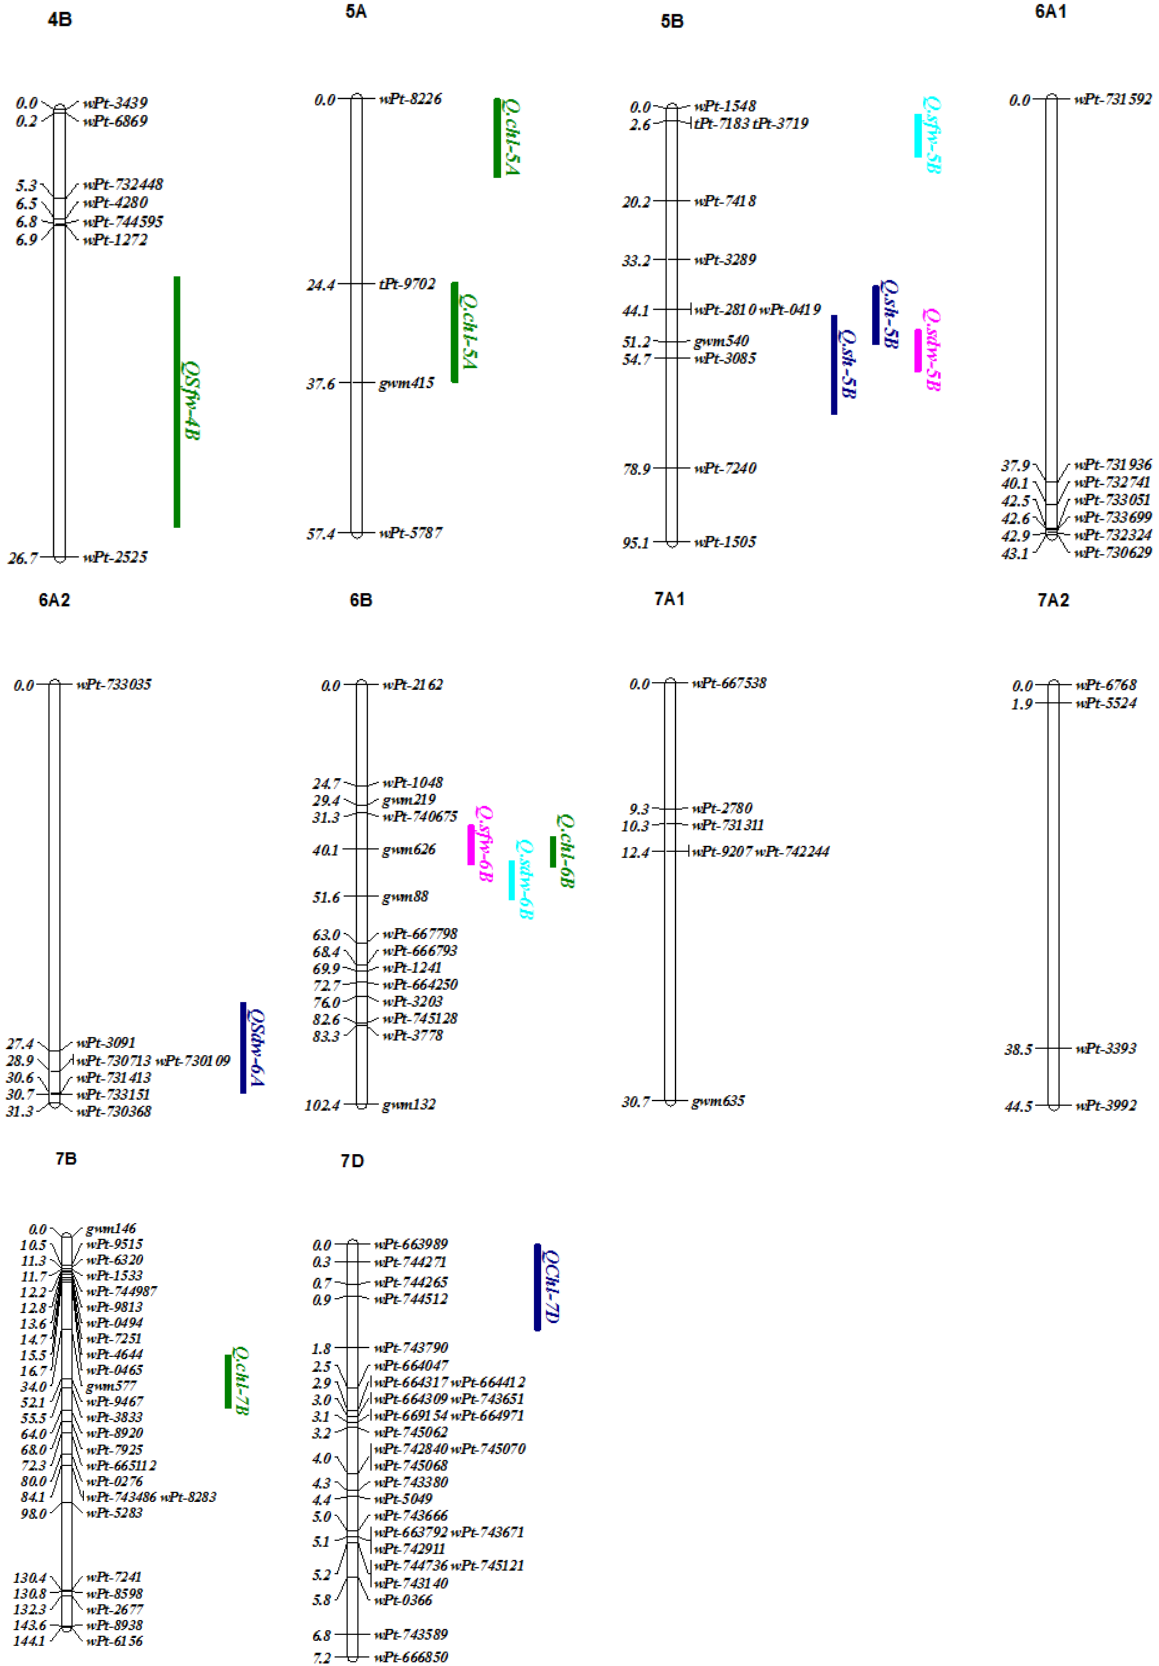 4B
0.0 wPt-3439
0.2 wPt-6869
5.3 wPt-732448
6.5 wPt-4280
6.8 wPt-744595
6.9 wPt-1272
26.7 wPt-2525
QSfw-4B
5A
0.0 wPt-8226
24.4 tPt-9702
37.6 gwm415
57.4 wPt-5787
Q.chl-5A
Q.chl-5A
5B
0.0 wPt-1548
2.6 tPt-7183 tPt-3719
20.2 wPt-7418
33.2 wPt-3289
44.1 wPt-2810 wPt-0419
51.2 gwm540
54.7 wPt-3085
78.9 wPt-7240
95.1 wPt-1505
Q.sh-5B
Q.sh-5B
Q.sfw-5B
Q.sdw-5B
6A1
0.0 wPt-731592
37.9 wPt-731936
40.1 wPt-732741
42.5 wPt-733051
42.6 wPt-733699
42.9 wPt-732324
43.1 wPt-730629
6A2
0.0 wPt-733035
27.4 wPt-3091
28.9 wPt-730713 wPt-730109
30.6 wPt-731413
30.7 wPt-733151
31.3 wPt-730368
QSdw-6A
6B
0.0 wPt-2162
24.7 wPt-1048
29.4 gwm219
31.3 wPt-740675
40.1 gwm626
51.6 gwm88
63.0 wPt-667798
68.4 wPt-666793
69.9 wPt-1241
72.7 wPt-664250
76.0 wPt-3203
82.6 wPt-745128
83.3 wPt-3778
102.4 gwm132
Q.sfw-6B
Q.sdw-6B
Q.chl-6B
7A1
0.0 wPt-667538
9.3 wPt-2780
10.3 wPt-731311
12.4 wPt-9207 wPt-742244
30.7 gwm635
7A2
0.0 wPt-6768
1.9 wPt-5524
38.5 wPt-3393
44.5 wPt-3992
7B
0.0 gwm146
10.5 wPt-9515
11.3 wPt-6320
11.7 wPt-1533
12.2 wPt-744987
12.8 wPt-9813
13.6 wPt-0494
14.7 wPt-7251
15.5 wPt-4644
16.7 wPt-0465
34.0 gwm577
52.1 wPt-9467
55.5 wPt-3833
64.0 wPt-8920
68.0 wPt-7925
72.3 wPt-665112
80.0 wPt-0276
84.1 wPt-743486 wPt-8283
98.0 wPt-5283
130.4 wPt-7241
130.8 wPt-8598
132.3 wPt-2677
143.6 wPt-8938
144.1 wPt-6156
Q.chl-7B
7D
0.0 wPt-663989
0.3 wPt-744271
0.7 wPt-744265
0.9 wPt-744512
1.8 wPt-743790
2.5 wPt-664047
2.9 wPt-664317 wPt-664412
3.0 wPt-664309 wPt-743651
3.1 wPt-669154 wPt-664971
3.2 wPt-745062
wPt-742840 wPt-745070
4.0 wPt-745068
4.3 wPt-743380
4.4 wPt-5049
5.0 wPt-743666
wPt-663792 wPt-743671
5.1 wPt-742911
wPt-744736 wPt-745121
5.2 wPt-743140
5.8 wPt-0366
6.8 wPt-743589
7.2 wPt-666850
QChl-7D